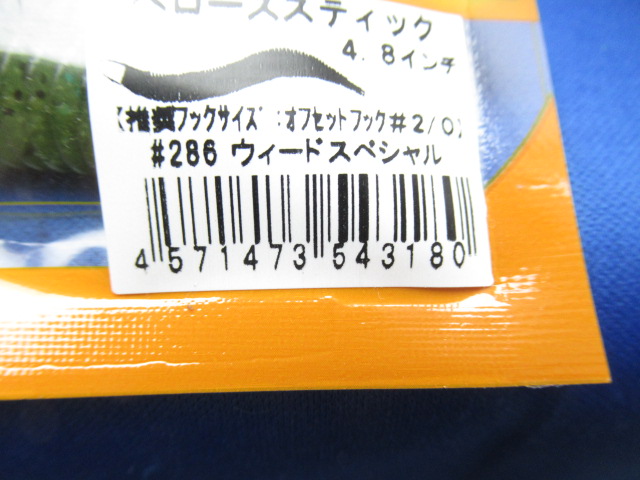 ベローズスティック
4.8インチ
【推奨フックサイズ:オフセットフック#2/0】
#286 ウィードスペシャル
4 571473 543180